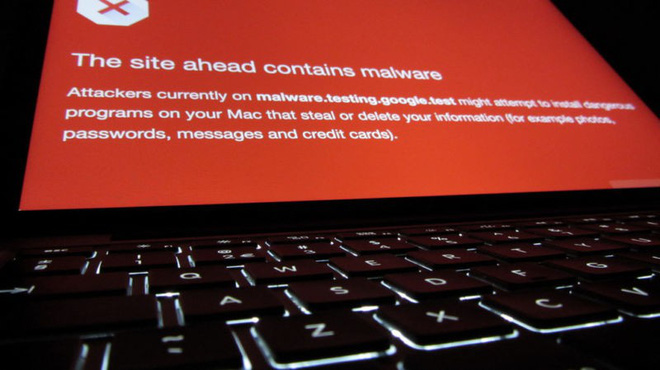 The site ahead contains malware
Attackers currently on malware.testing.google.test might attempt to install dangerous
programs on your Mac that steal or delete your information (for example photos,
passwords, messages and credit cards).
esc
Q W E R T Y
A S D F G H
Z X C V